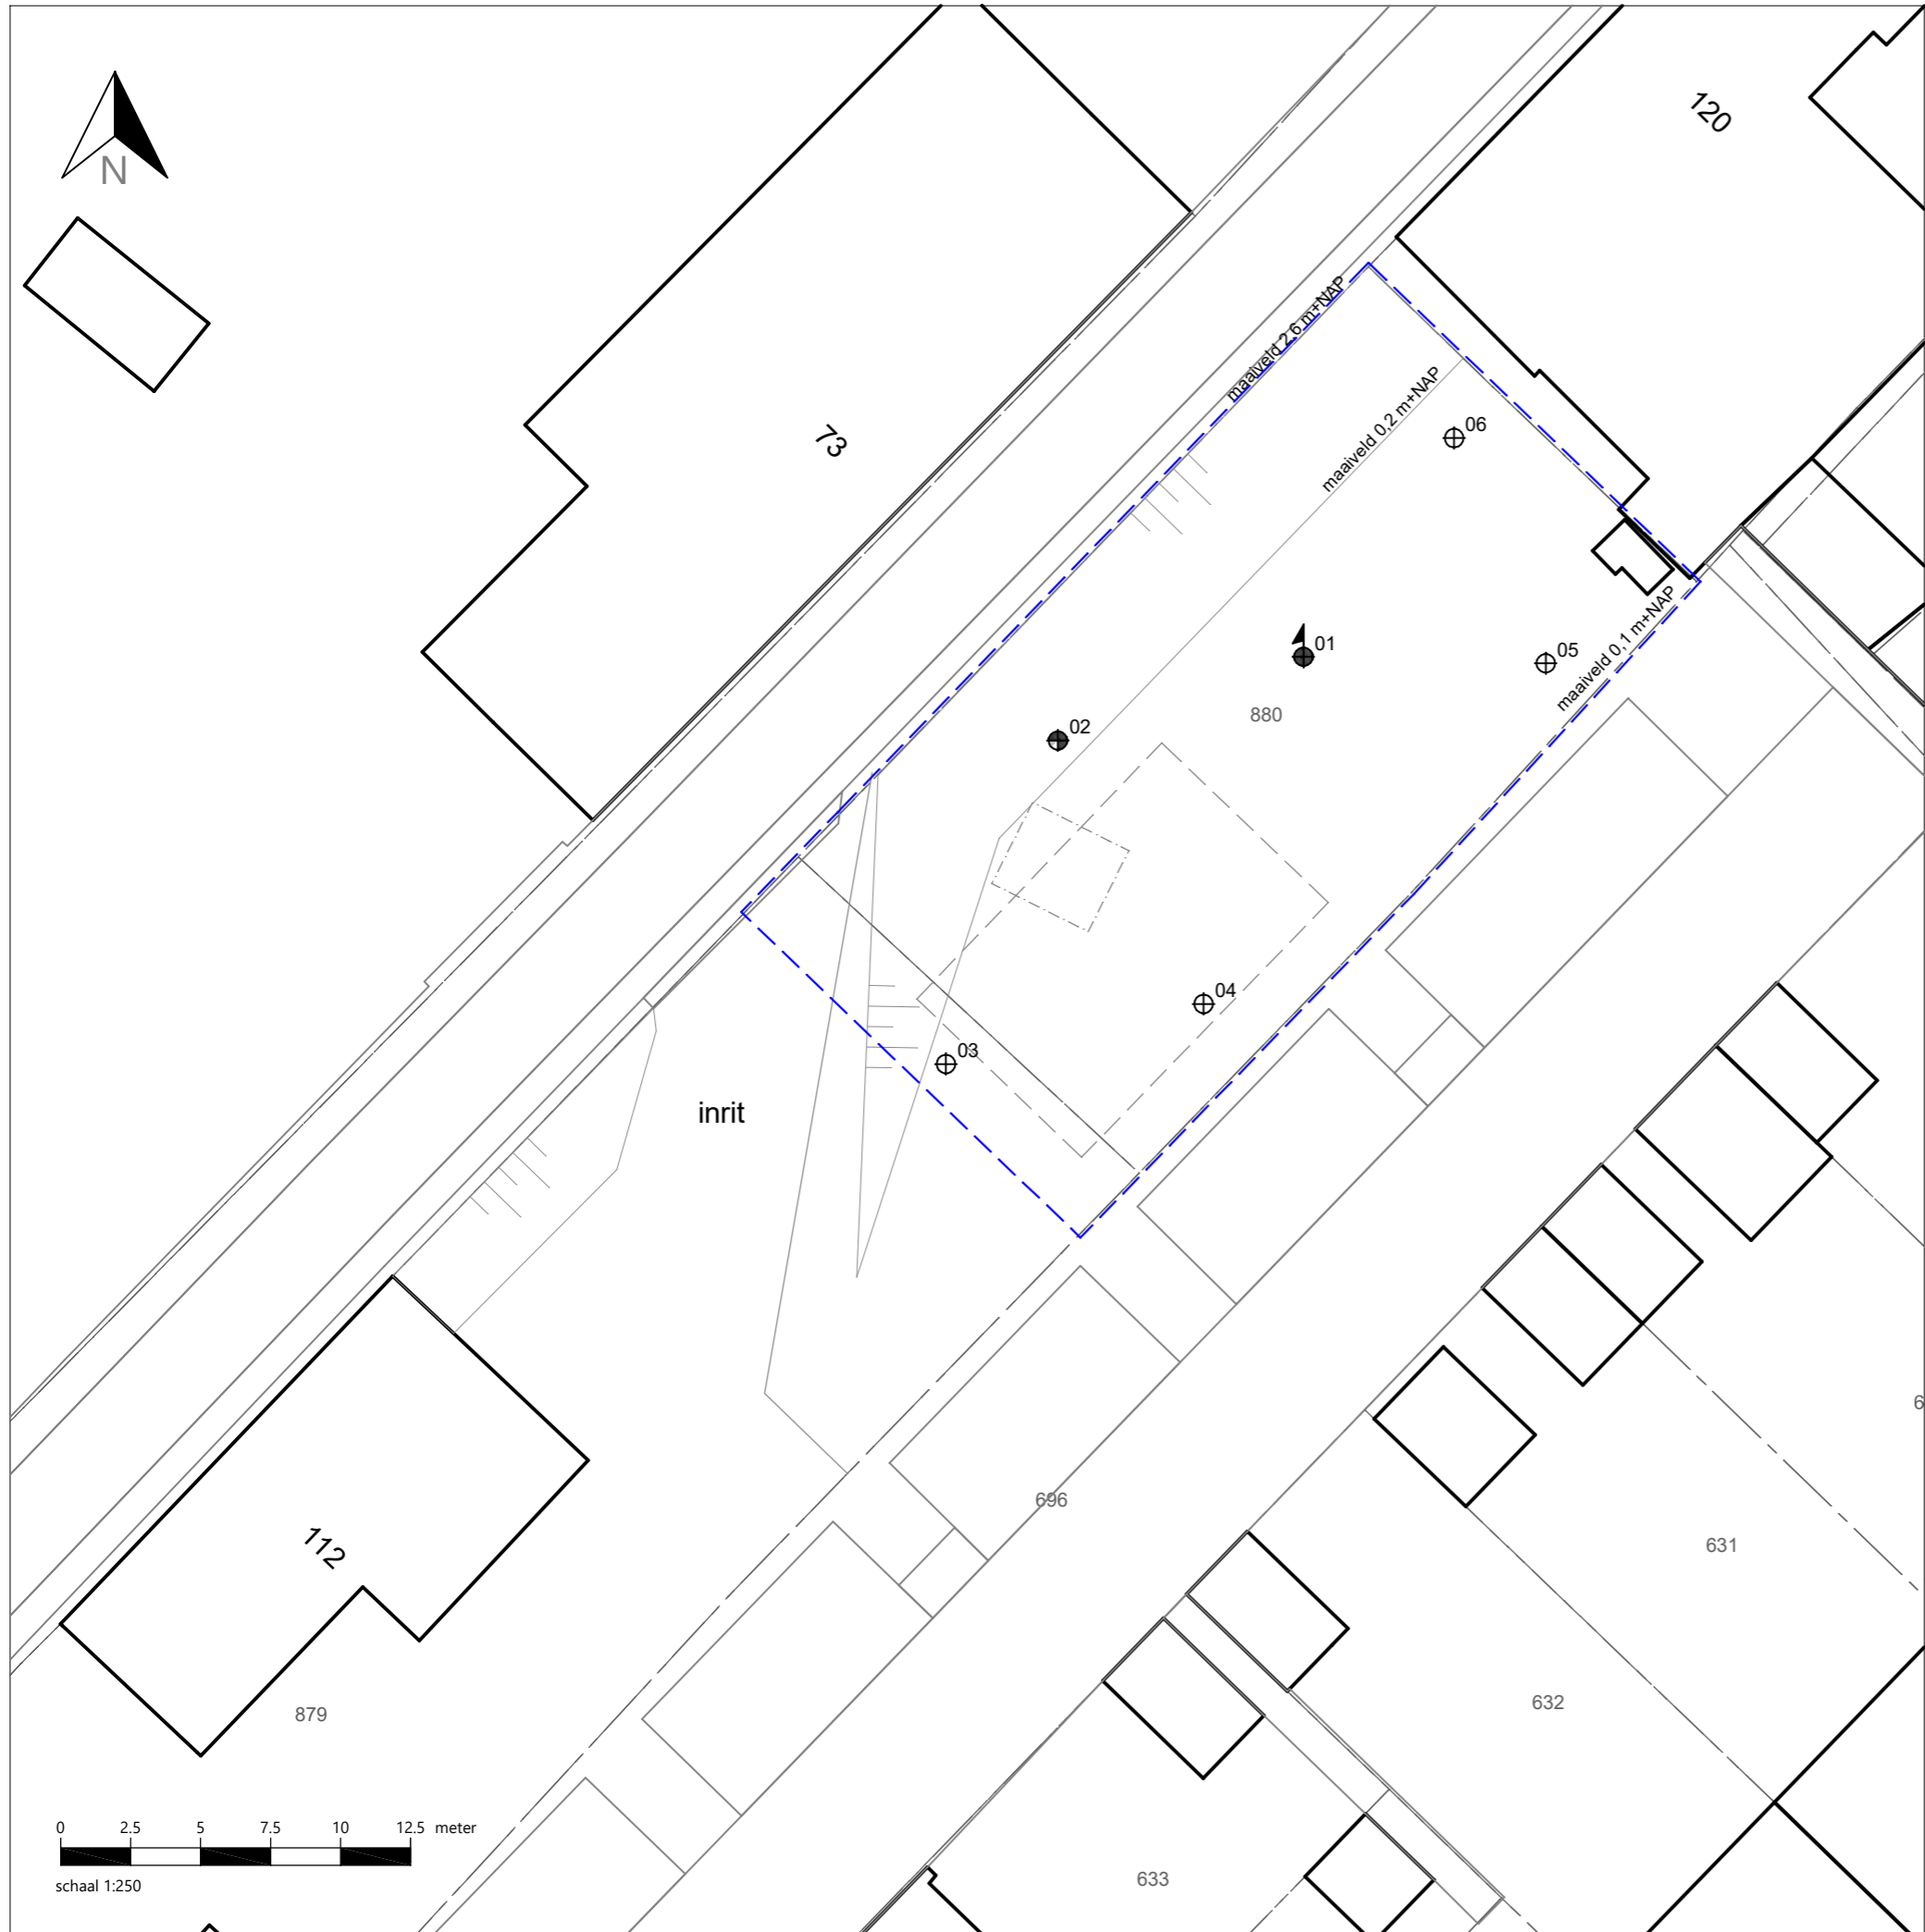 120
N
maaiveld 2,6 m+NAP
maaiveld 0,2 m+NAP
06
73
01
05
maaiveld 0,1 m+NAP
880
02
04
03
inrit
6
696
112
631
632
879
0 2.5 5 7.5 10 12.5 meter
schaal 1:250
633